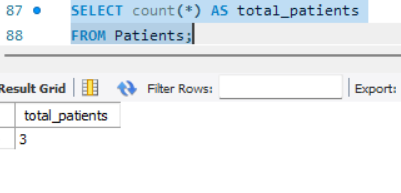 87 SELECT count(*) AS total_patients
88 FROM Patients;
Result Grid Filter Rows: Export:
total_patients
3